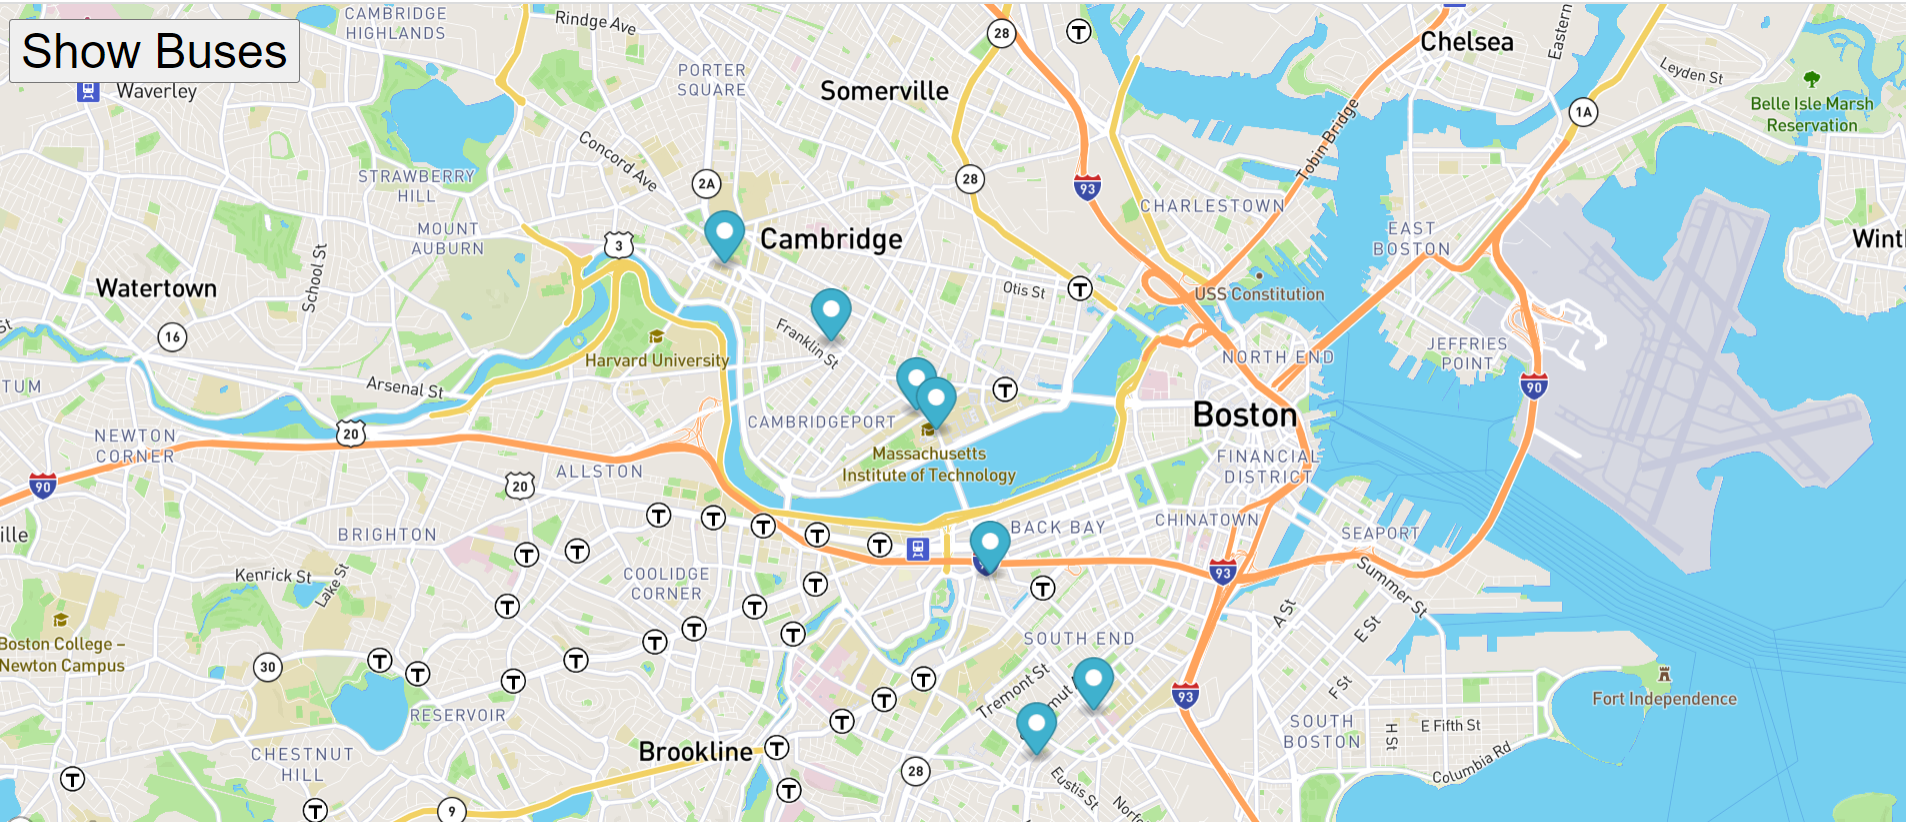 Show Buses
CAMBRIDGE
HIGHLANDS
Rindge Ave
28
T
Chelsea
Eastern
Leyden St
Waverley
PORTER
SQUARE
Somerville
Belle Isle Marsh
Reservation
1A
Tobin Bridge
Concord Ave
STRAWBERRY
HILL
2A
28
93
CHARLESTOWN
MOUNT
AUBURN
3
Cambridge
EAST
BOSTON
Wint
Watertown
School St
Otis St
T
USS Constitution
St
16
Franklin St
Harvard University
NORTH END
JEFFRIES
POINT
TUM
Arsenal St
T
90
Boston
CAMBRIDGEPORT
20
NEWTON
CORNER
Massachusetts
Institute of Technology
FINANCIAL
DISTRICT
ALLSTON
90
20
T
T
T
T
T
BACK BAY
CHINATOWN
SEAPORT
ille
BRIGHTON
T
T
93
Kenrick St
Lake St
COOLIDGE
CORNER
T
T
Summer St
T
T
A St
E St
Boston College –
Newton Campus
T
T
T
SOUTH END
30
T
T
T
T
T
Tremont St
F St
93
Fort Independence
RESERVOIR
T
T
SOUTH
BOSTON
H St
E Fifth St
CHESTNUT
HILL
Brookline
T
28
Columbia Rd
T
T
Eustis St
T
9